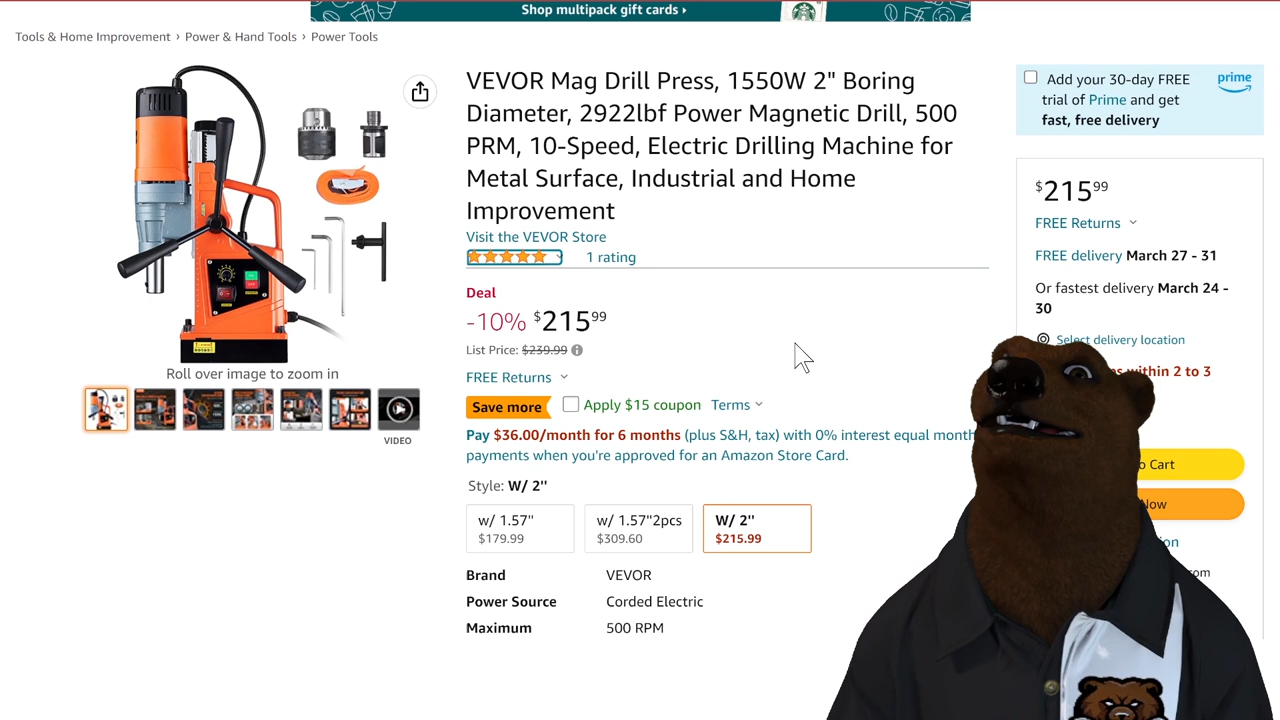 Shop multipack gift cards ▸
Tools & Home Improvement › Power & Hand Tools › Power Tools
VEVOR Mag Drill Press, 1550W 2" Boring
Diameter, 2922lbf Power Magnetic Drill, 500
PRM, 10-Speed, Electric Drilling Machine for
Metal Surface, Industrial and Home
Improvement
Visit the VEVOR Store
1 rating
Deal
-10% $215 99
List Price: $239.99
FREE Returns
Save more Apply $15 coupon Terms
Pay $36.00/month for 6 months (plus S&H, tax) with 0% interest equal month
payments when you're approved for an Amazon Store Card.
Style: W/ 2''
w/ 1.57"
$179.99
w/ 1.57"2pcs
$309.60
W/ 2''
$215.99
Brand VEVOR
Power Source Corded Electric
Maximum 500 RPM
Roll over image to zoom in
VIDEO
Add your 30-day FREE
trial of Prime and get
fast, free delivery
prime
$215 99
FREE Returns
FREE delivery March 27 - 31
Or fastest delivery March 24 -
30
Select delivery location
within 2 to 3
Cart
Now